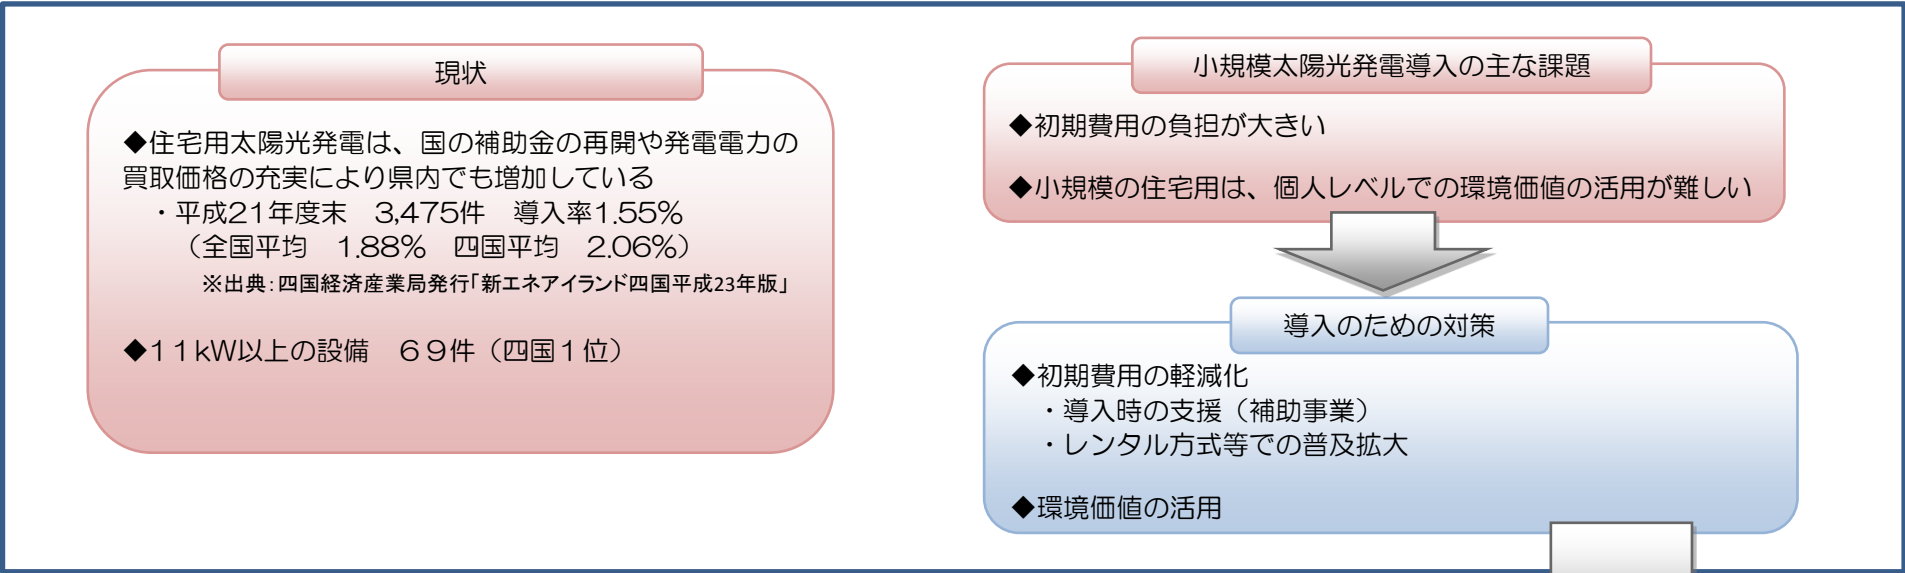 現状
◆住宅用太陽光発電は、国の補助金の再開や発電電力の
買取価格の充実により県内でも増加している
・平成21年度末　3,475件　導入率1.55%
（全国平均　1.88%　四国平均　2.06%）
※出典：四国経済産業局発行「新エネアイランド四国平成23年版」
◆１１kW以上の設備　６９件（四国１位）
小規模太陽光発電導入の主な課題
◆初期費用の負担が大きい
◆小規模の住宅用は、個人レベルでの環境価値の活用が難しい
導入のための対策
◆初期費用の軽減化
・導入時の支援（補助事業）
・レンタル方式等での普及拡大
◆環境価値の活用